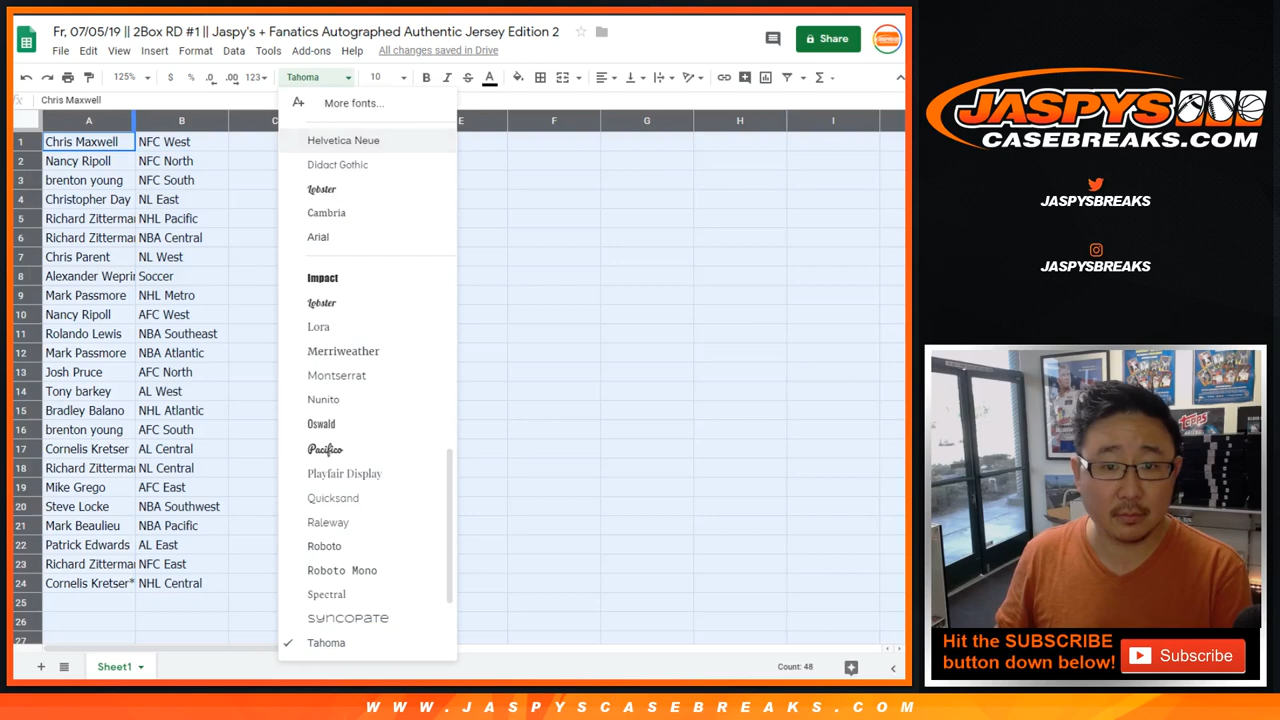 Fr, 07/05/19 || 2Box RD #1 || Jaspy's + Fanatics Autographed Authentic Jersey Edition 2
File Edit View Insert Format Data Tools Add-ons Help All changes saved in Drive
Share
125% $ % .0 .00 123 Tahoma 10 B I S A
fx Chris Maxwell
A B C E F G H I
1 Chris Maxwell NFC West
2 Nancy Ripoll NFC North
3 brenton young NFC South
4 Christopher Day NL East
5 Richard Zitterma NHL Pacific
6 Richard Zitterma NBA Central
7 Chris Parent NL West
8 Alexander Weprin Soccer
9 Mark Passmore NHL Metro
10 Nancy Ripoll AFC West
11 Rolando Lewis NBA Southeast
12 Mark Passmore NBA Atlantic
13 Josh Pruce AFC North
14 Tony barkey AL West
15 Bradley Balano NHL Atlantic
16 brenton young AFC South
17 Cornelis Kretser AL Central
18 Richard Zitterma NL Central
19 Mike Grego AFC East
20 Steve Locke NBA Southwest
21 Mark Beaulieu NBA Pacific
22 Patrick Edwards AL East
23 Richard Zitterma NFC East
24 Cornelis Kretser* NHL Central
25
26
27
More fonts...
Helvetica Neue
Didact Gothic
Lobster
Cambria
Arial
Impact
Lobster
Lora
Merriweather
Montserrat
Nunito
Oswald
Pacifico
Playfair Display
Quicksand
Raleway
Roboto
Roboto Mono
Spectral
Syncopate
Tahoma
Sheet1
Count: 48
JASPYS
CASEBREAKS.COM
JASPYSBREAKS
JASPYSBREAKS
TOPPS
Hit the SUBSCRIBE
button down below!
Subscribe
WWW.JASPYSCASEBREAKS.COM